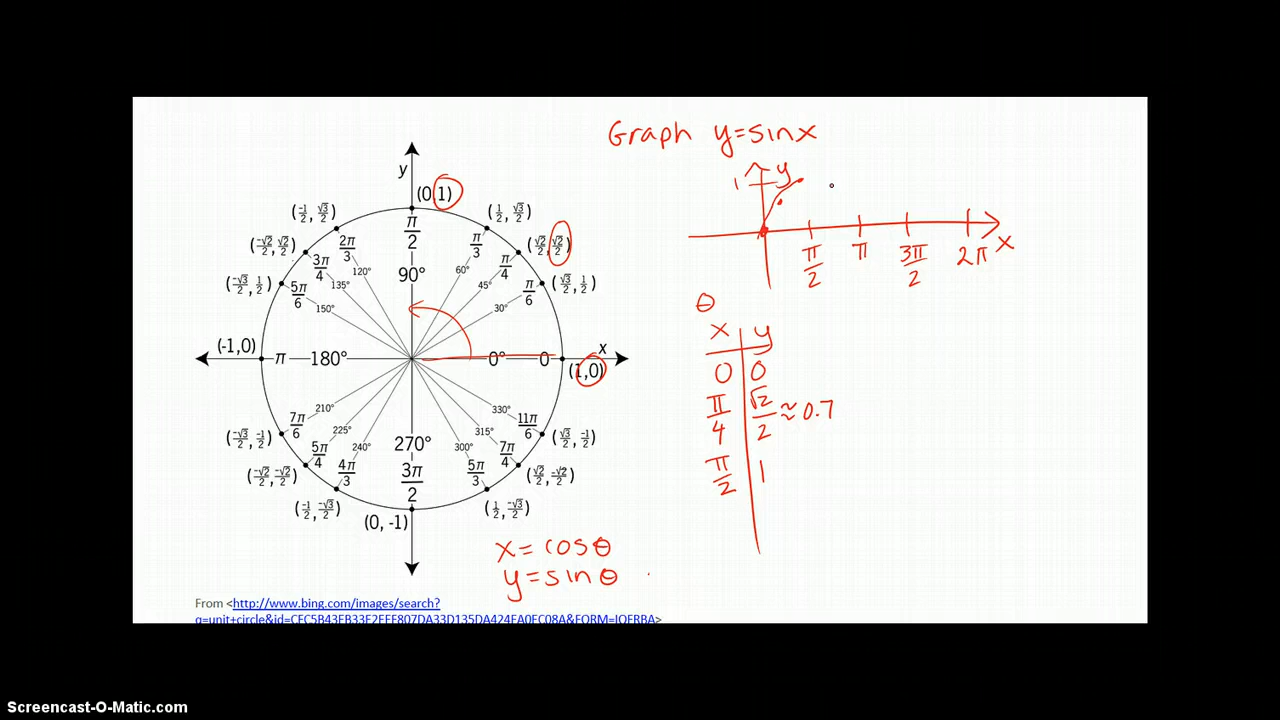 Graph y=sinx
y
1
π/2 π 3π/2 2π x
y
(0,1)
(-1/2, √3/2) (1/2, √3/2)
(-√2/2, √2/2) (√2/2, √2/2)
(-√3/2, 1/2) (√3/2, 1/2)
2π/3 π/2 π/3
3π/4 π/4
5π/6 π/6
120° 90° 60°
135° 45°
150° 30°
(-1,0) π 180° 0° 0 x
(1,0)
210° 330°
225° 315°
240° 270° 300°
7π/6 11π/6
5π/4 7π/4
4π/3 3π/2 5π/3
(-√3/2, -1/2) (√3/2, -1/2)
(-√2/2, -√2/2) (√2/2, -√2/2)
(-1/2, -√3/2) (1/2, -√3/2)
(0, -1)
θ
x y
0 0
π/4 √2/2 ≈ 0.7
π/2 1
x = cosθ
y = sinθ
From <http://www.bing.com/images/search?
Screencast-O-Matic.com